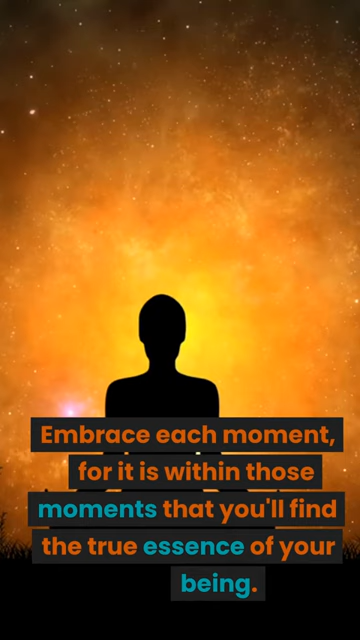 Embrace each moment,
for it is within those
moments that you'll find
the true essence of your
being.